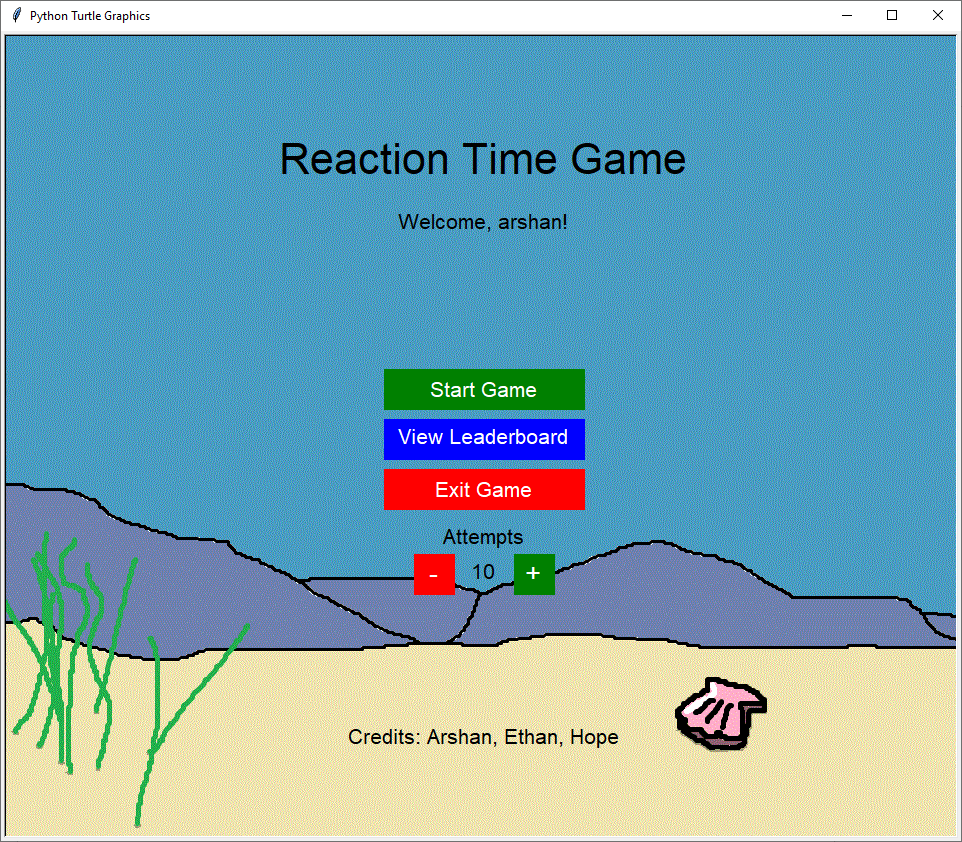 Python Turtle Graphics
Reaction Time Game
Welcome, arshan!
Start Game
View Leaderboard
Exit Game
Attempts
- 10 +
Credits: Arshan, Ethan, Hope